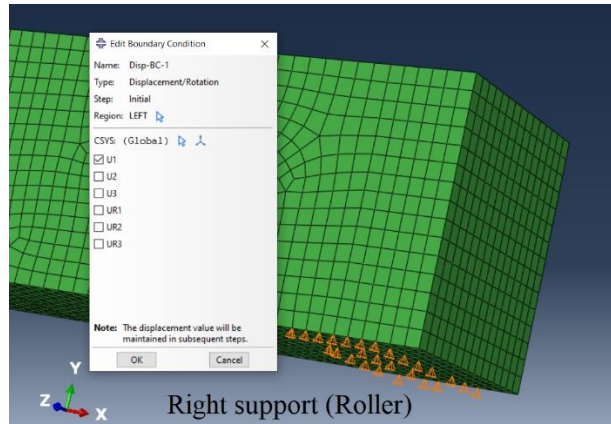 Edit Boundary Condition
Name: Disp-BC-1
Type: Displacement/Rotation
Step: Initial
Region: LEFT
CSYS: (Global)
U1
U2
U3
UR1
UR2
UR3
Note: The displacement value will be
maintained in subsequent steps.
OK Cancel
Y
Z X
Right support (Roller)